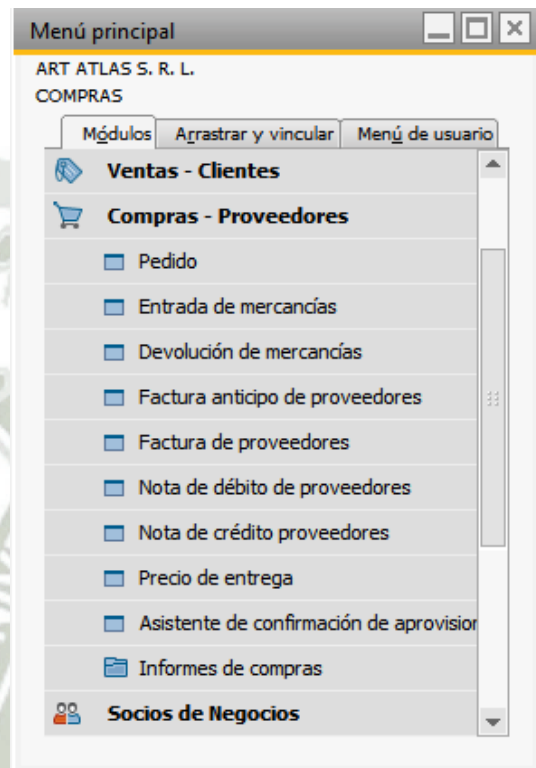 Menú principal
ART ATLAS S. R. L.
COMPRAS
Módulos Arrastrar y vincular Menú de usuario
Ventas - Clientes
Compras - Proveedores
Pedido
Entrada de mercancías
Devolución de mercancías
Factura anticipo de proveedores
Factura de proveedores
Nota de débito de proveedores
Nota de crédito proveedores
Precio de entrega
Asistente de confirmación de aprovision
Informes de compras
Socios de Negocios